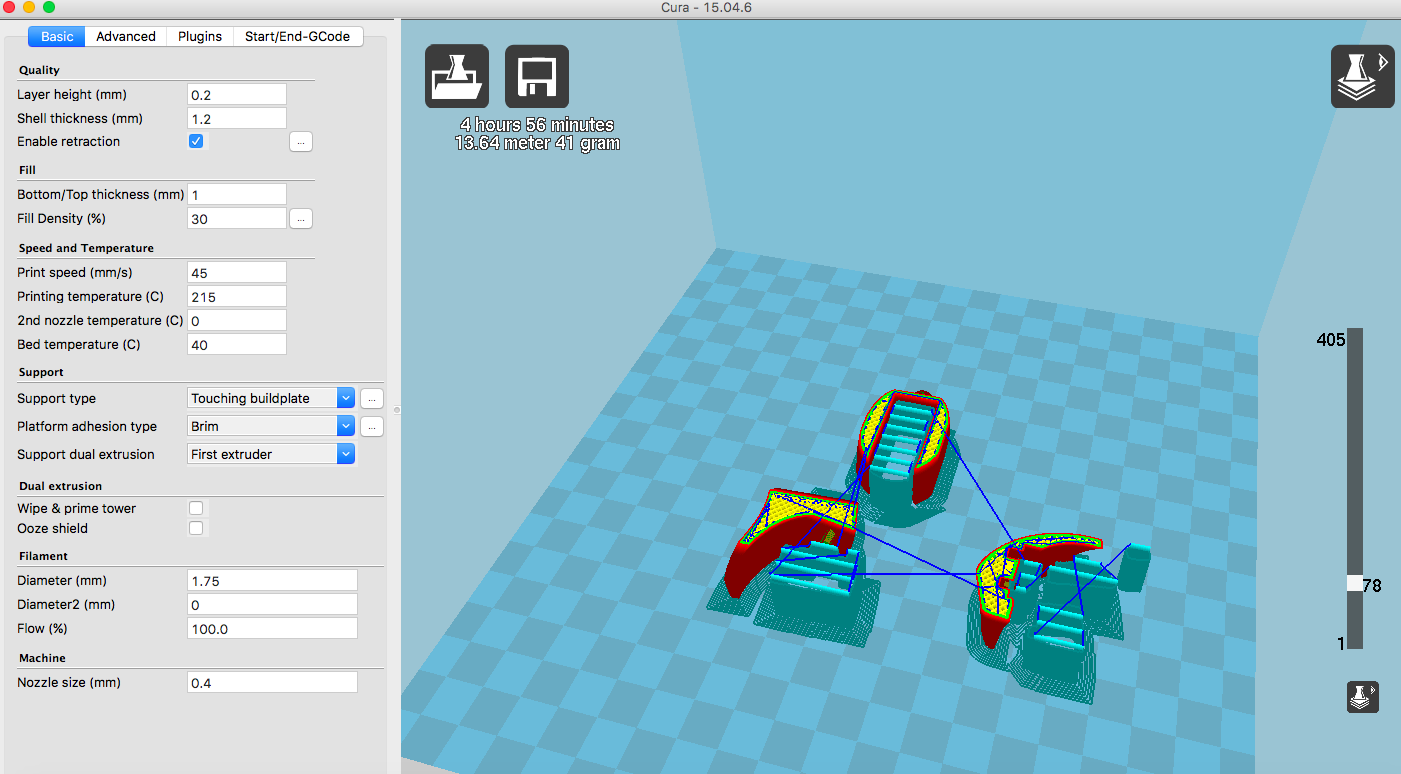 Cura - 15.04.6
Basic Advanced Plugins Start/End-GCode
Quality
Layer height (mm) 0.2
Shell thickness (mm) 1.2
Enable retraction ...
Fill
Bottom/Top thickness (mm) 1
Fill Density (%) 30 ...
Speed and Temperature
Print speed (mm/s) 45
Printing temperature (C) 215
2nd nozzle temperature (C) 0
Bed temperature (C) 40
Support
Support type Touching buildplate ...
Platform adhesion type Brim ...
Support dual extrusion First extruder
Dual extrusion
Wipe & prime tower
Ooze shield
Filament
Diameter (mm) 1.75
Diameter2 (mm) 0
Flow (%) 100.0
Machine
Nozzle size (mm) 0.4
4 hours 56 minutes
13.64 meter 41 gram
405
78
1